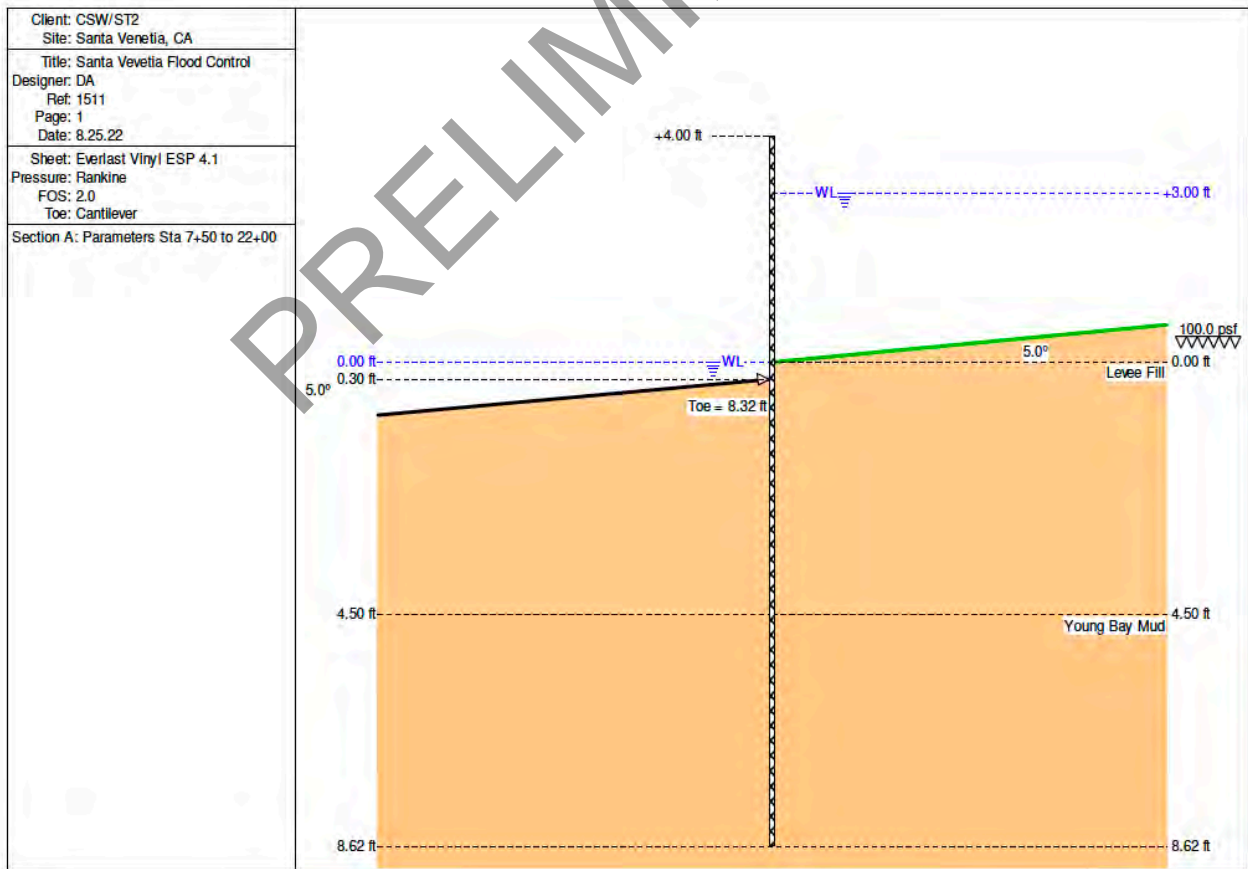 Client: CSW/ST2
Site: Santa Venetia, CA
Title: Santa Vevetia Flood Control
Designer: DA
Ref: 1511
Page: 1
Date: 8.25.22
Sheet: Everlast Vinyl ESP 4.1
Pressure: Rankine
FOS: 2.0
Toe: Cantilever
Section A: Parameters Sta 7+50 to 22+00
PRELIMI
+4.00 ft
WL
+3.00 ft
100.0 psf
0.00 ft
WL
5.0º
0.00 ft
0.30 ft
Levee Fill
5.0º
Toe = 8.32 ft
4.50 ft
4.50 ft
Young Bay Mud
8.62 ft
8.62 ft